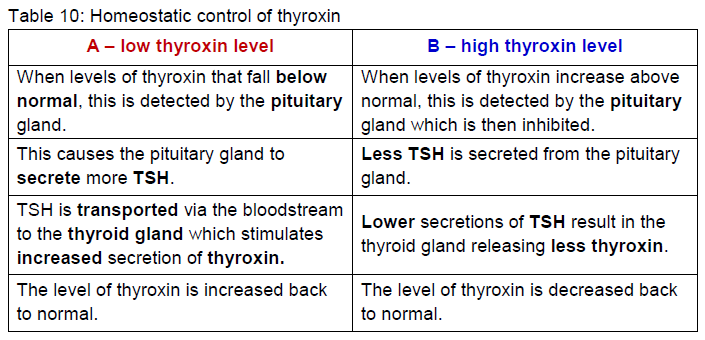 Table 10: Homeostatic control of thyroxin
A – low thyroxin level
B – high thyroxin level
When levels of thyroxin that fall below
normal, this is detected by the pituitary
gland.
When levels of thyroxin increase above
normal, this is detected by the pituitary
gland which is then inhibited.
This causes the pituitary gland to
secrete more TSH.
Less TSH is secreted from the pituitary
gland.
TSH is transported via the bloodstream
to the thyroid gland which stimulates
increased secretion of thyroxin.
Lower secretions of TSH result in the
thyroid gland releasing less thyroxin.
The level of thyroxin is increased back
to normal.
The level of thyroxin is decreased back
to normal.